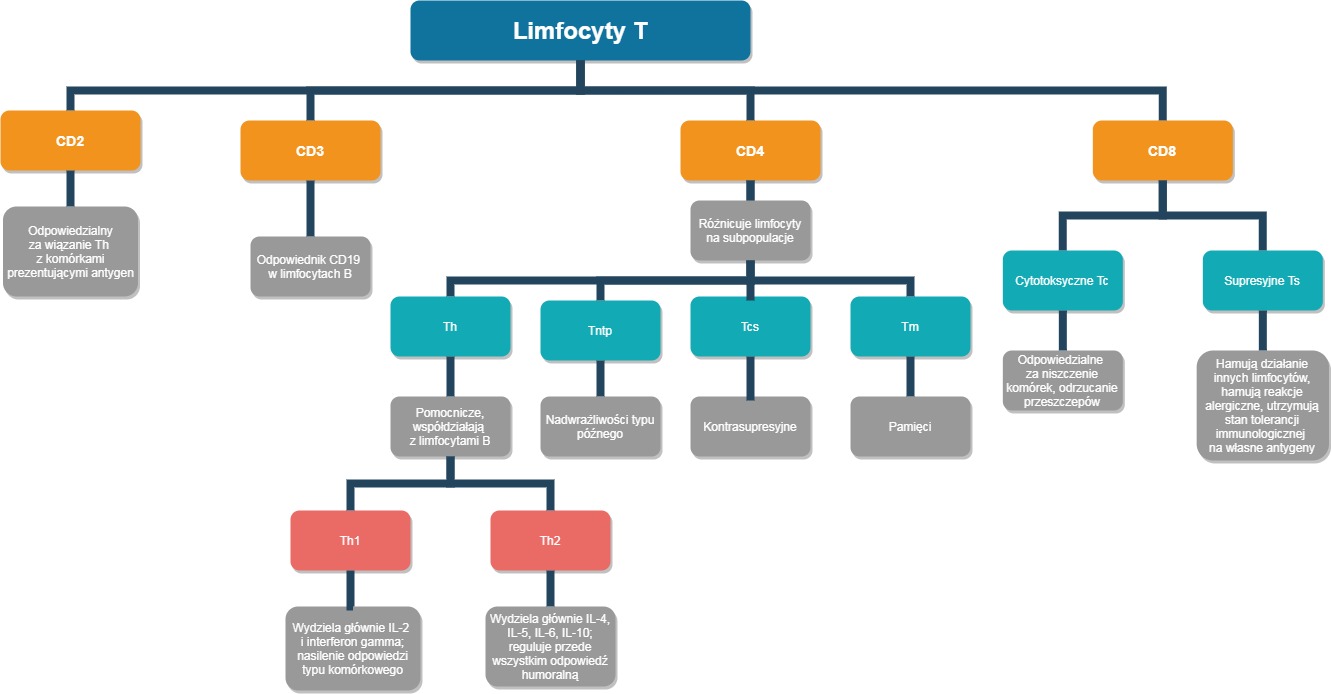 Limfocyty T
CD2
CD3
CD4
CD8
Odpowiedzialny
za wiązanie Th
z komórkami
prezentującymi antygen
Odpowiednik CD19
w limfocytach B
Różnicuje limfocyty
na subpopulacje
Cytotoksyczne Tc
Supresyjne Ts
Th
Tntp
Tcs
Tm
Odpowiedzialne
za niszczenie
komórek, odrzucanie
przeszczepów
Hamują działanie
innych limfocytów,
hamują reakcje
alergiczne, utrzymują
stan tolerancji
immunologicznej
na własne antygeny
Pomocnicze,
współdziałają
z limfocytami B
Nadwrażliwości typu
późnego
Kontrasupresyjne
Pamięci
Th1
Th2
Wydziela głównie IL-2
i interferon gamma;
nasilenie odpowiedzi
typu komórkowego
Wydziela głównie IL-4,
IL-5, IL-6, IL-10;
reguluje przede
wszystkim odpowiedź
humoralną